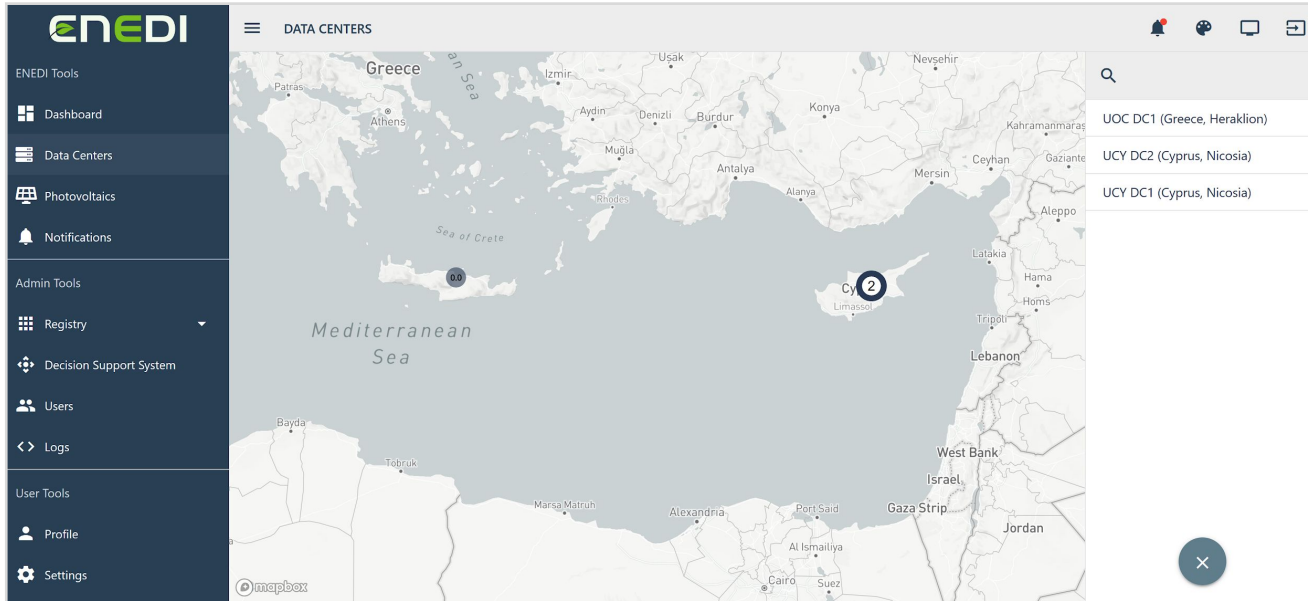 ENEDI
DATA CENTERS
ENEDI Tools
Dashboard
Data Centers
Photovoltaics
Notifications
Admin Tools
Registry
Decision Support System
Users
Logs
User Tools
Profile
Settings
Greece
Patras
Athens
Sea
Izmir
Uşak
Nevşehir
Aydin
Denizli
Burdur
Konya
Kahramanmaraş
Muğla
Antalya
Mersin
Ceyhan
Gaziante
Rhodes
Alanya
Aleppo
Sea of Crete
Latakia
0.0
Hama
2
Limassol
Homs
Tripoli
Mediterranean
Sea
Lebanon
Bayda
Tobruk
West Bank
Israel
Marsa Matruh
Alexandria
Port Said
Gaza Strip
Jordan
Al Ismailiya
Cairo
Suez
mapbox
UOC DC1 (Greece, Heraklion)
UCY DC2 (Cyprus, Nicosia)
UCY DC1 (Cyprus, Nicosia)